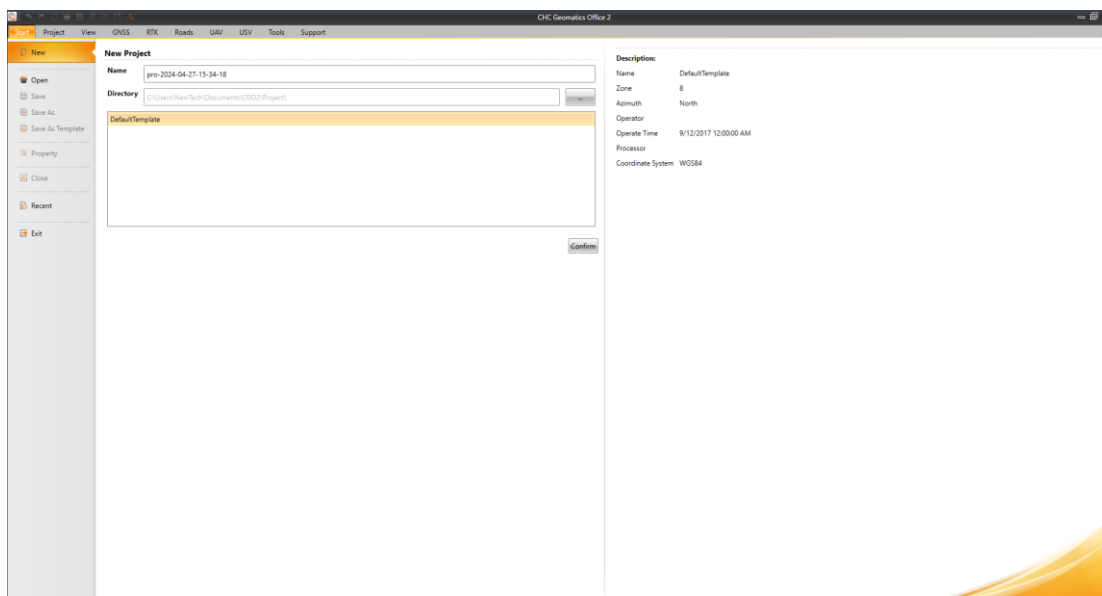 CHC Geomatics Office 2
Start Project View GNSS RTK Roads UAV USV Tools Support
New
Open
Save
Save As
Save As Template
Property
Close
Recent
Exit
New Project
Name pro-2024-04-27-15-34-18
Directory C:\Users\NewTech\Documents\CGO2\Project\ ...
DefaultTemplate
Confirm
Description:
Name DefaultTemplate
Zone 8
Azimuth North
Operator
Operate Time 9/12/2017 12:00:00 AM
Processor
Coordinate System WGS84